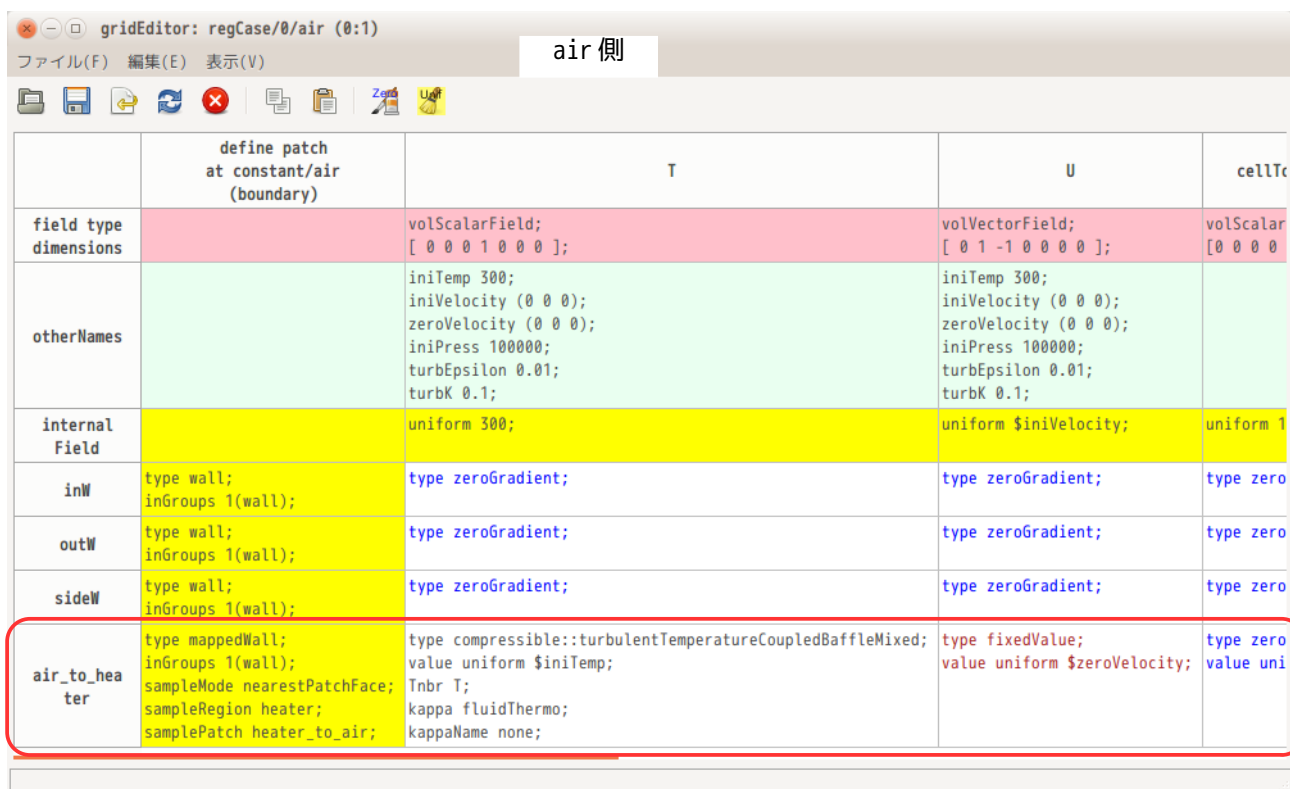 gridEditor: regCase/0/air (0:1)
air 側
ファイル(F) 編集(E) 表示(V)
Zero
Unif
define patch
at constant/air
(boundary)
T
U
cellTo
field type
dimensions
volScalarField;
[ 0 0 0 1 0 0 0 ];
volVectorField;
[ 0 1 -1 0 0 0 0 ];
volScalar
[0 0 0 0
otherNames
iniTemp 300;
iniVelocity (0 0 0);
zeroVelocity (0 0 0);
iniPress 100000;
turbEpsilon 0.01;
turbK 0.1;
iniTemp 300;
iniVelocity (0 0 0);
zeroVelocity (0 0 0);
iniPress 100000;
turbEpsilon 0.01;
turbK 0.1;
internal
Field
uniform 300;
uniform $iniVelocity;
uniform 1
inW
type wall;
inGroups 1(wall);
type zeroGradient;
type zeroGradient;
type zero
outW
type wall;
inGroups 1(wall);
type zeroGradient;
type zeroGradient;
type zero
sideW
type wall;
inGroups 1(wall);
type zeroGradient;
type zeroGradient;
type zero
air_to_hea
ter
type mappedWall;
inGroups 1(wall);
sampleMode nearestPatchFace;
sampleRegion heater;
samplePatch heater_to_air;
type compressible::turbulentTemperatureCoupledBaffleMixed;
value uniform $iniTemp;
Tnbr T;
kappa fluidThermo;
kappaName none;
type fixedValue;
value uniform $zeroVelocity;
type zero
value uni